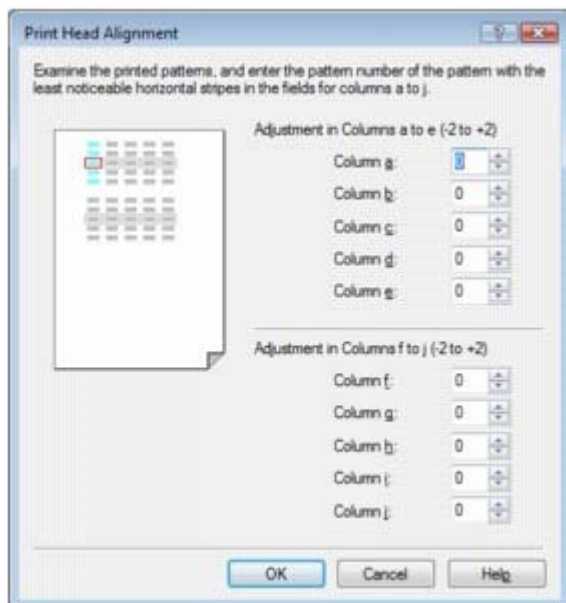 Print Head Alignment
Examine the printed patterns, and enter the pattern number of the pattern with the
least noticeable horizontal stripes in the fields for columns a to j.
Adjustment in Columns a to e (-2 to +2)
Column a: 0
Column b: 0
Column c: 0
Column d: 0
Column e: 0
Adjustment in Columns f to j (-2 to +2)
Column f: 0
Column g: 0
Column h: 0
Column i: 0
Column j: 0
OK Cancel Help